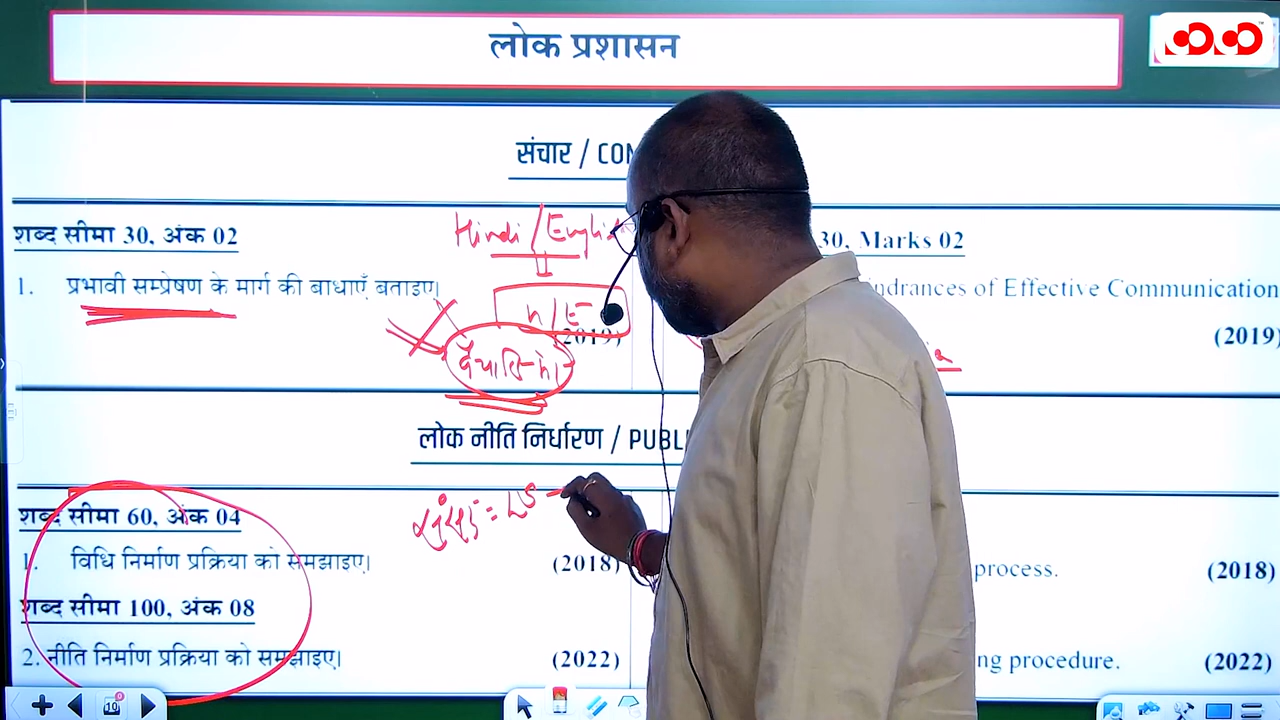 लोक प्रशासन
संचार / CON
शब्द सीमा 30, अंक 02
Hindi / English
30, Marks 02
1. प्रभावी सम्प्रेषण के मार्ग की बाधाएँ बताइए।
ndrances of Effective Communication
H/E
(2019)
(2019)
लोक नीति निर्धारण / PUBL
शब्द सीमा 60, अंक 04
1. विधि निर्माण प्रक्रिया को समझाइए।
(2018)
process.
(2018)
शब्द सीमा 100, अंक 08
2. नीति निर्माण प्रक्रिया को समझाइए।
(2022)
ng procedure.
(2022)
10